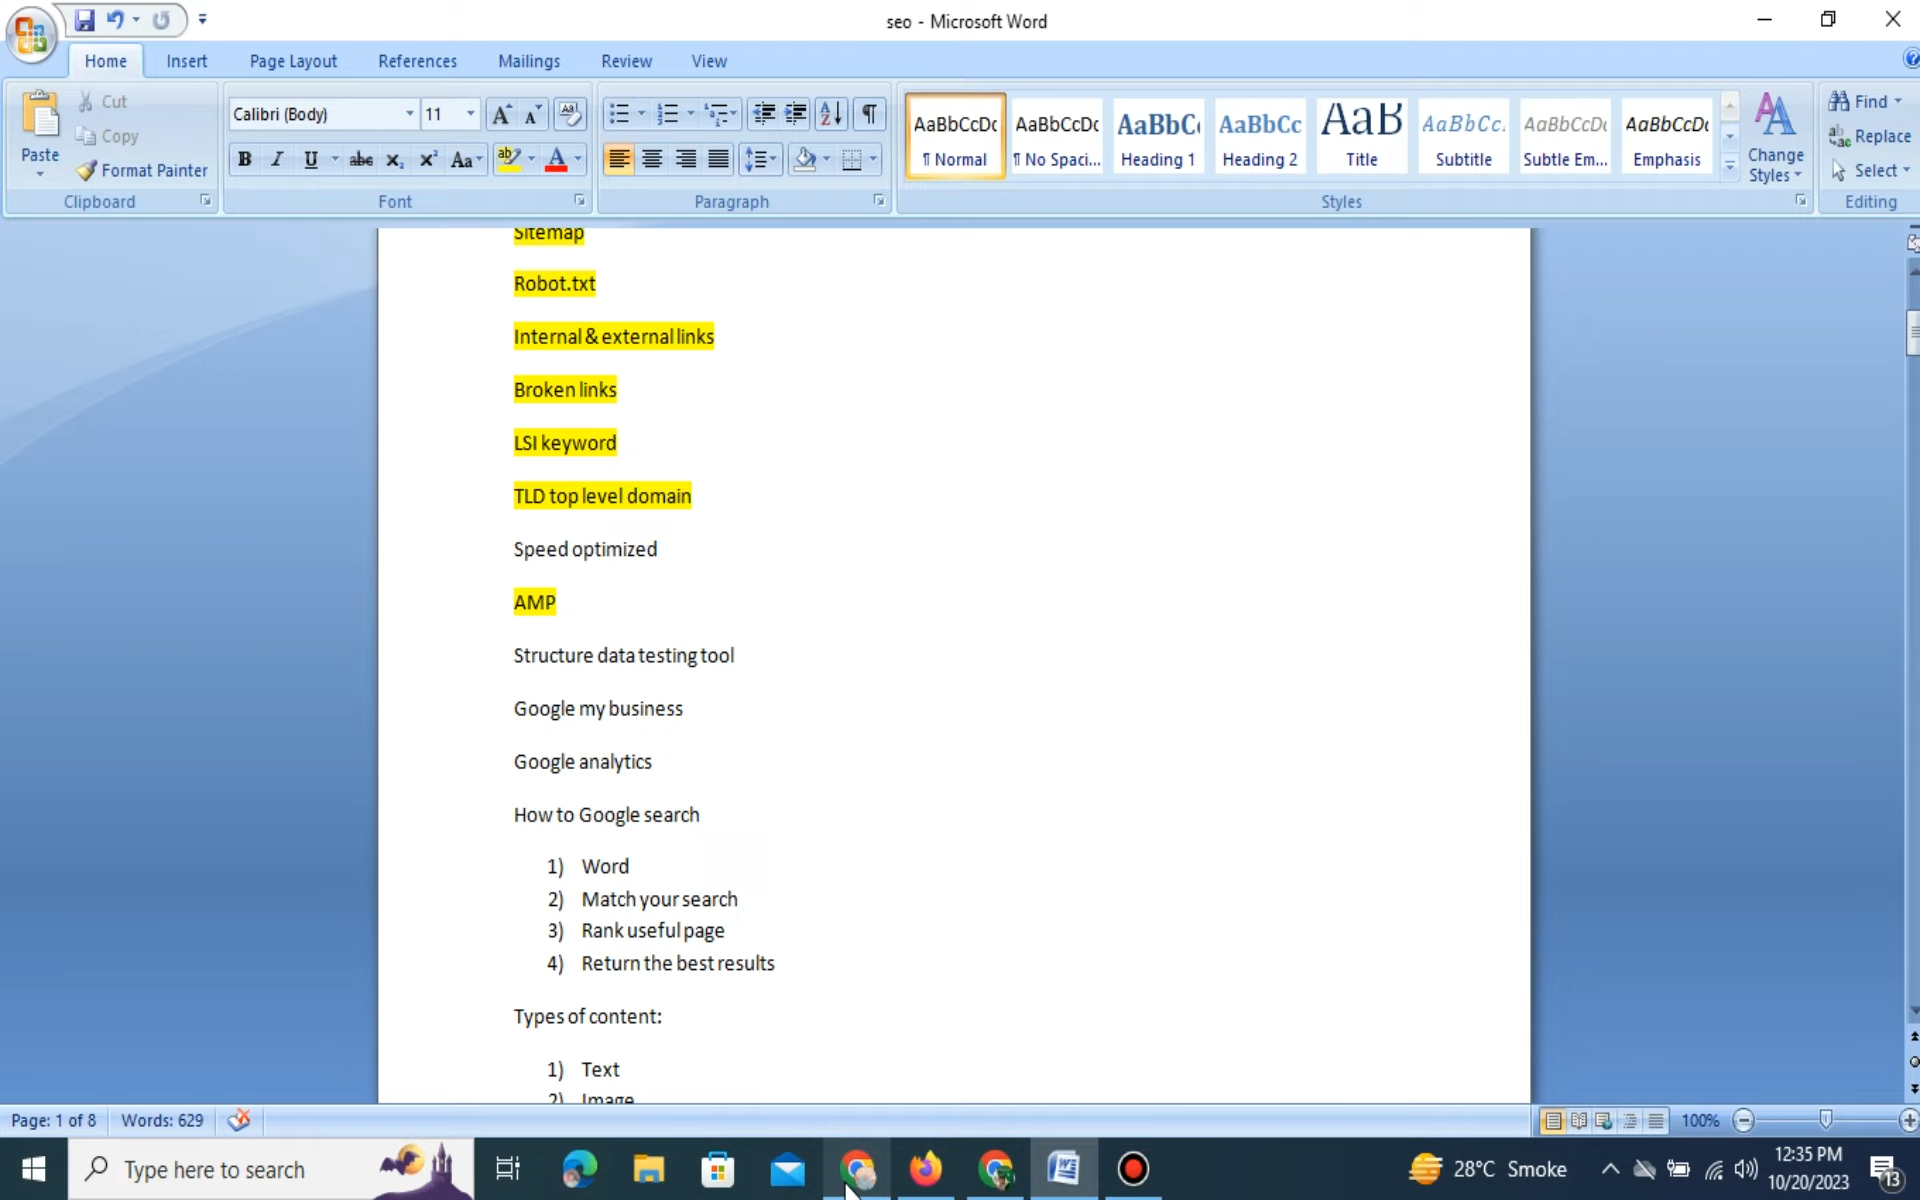 seo - Microsoft Word
Home Insert Page Layout References Mailings Review View
Paste
Cut
Copy
Format Painter
Clipboard
Calibri (Body) 11
Font
Paragraph
AaBbCcDc AaBbCcDc AaBbC AaBbCc AaB AaBbCc. AaBbCcDc AaBbCcDc
¶ Normal ¶ No Spaci... Heading 1 Heading 2 Title Subtitle Subtle Em... Emphasis
Change Styles
Styles
Find
Replace
Select
Editing
Sitemap
Robot.txt
Internal & external links
Broken links
LSI keyword
TLD top level domain
Speed optimized
AMP
Structure data testing tool
Google my business
Google analytics
How to Google search
1) Word
2) Match your search
3) Rank useful page
4) Return the best results
Types of content:
1) Text
2) Image
Page: 1 of 8 Words: 629 100%
Type here to search
28°C Smoke
12:35 PM
10/20/2023
13